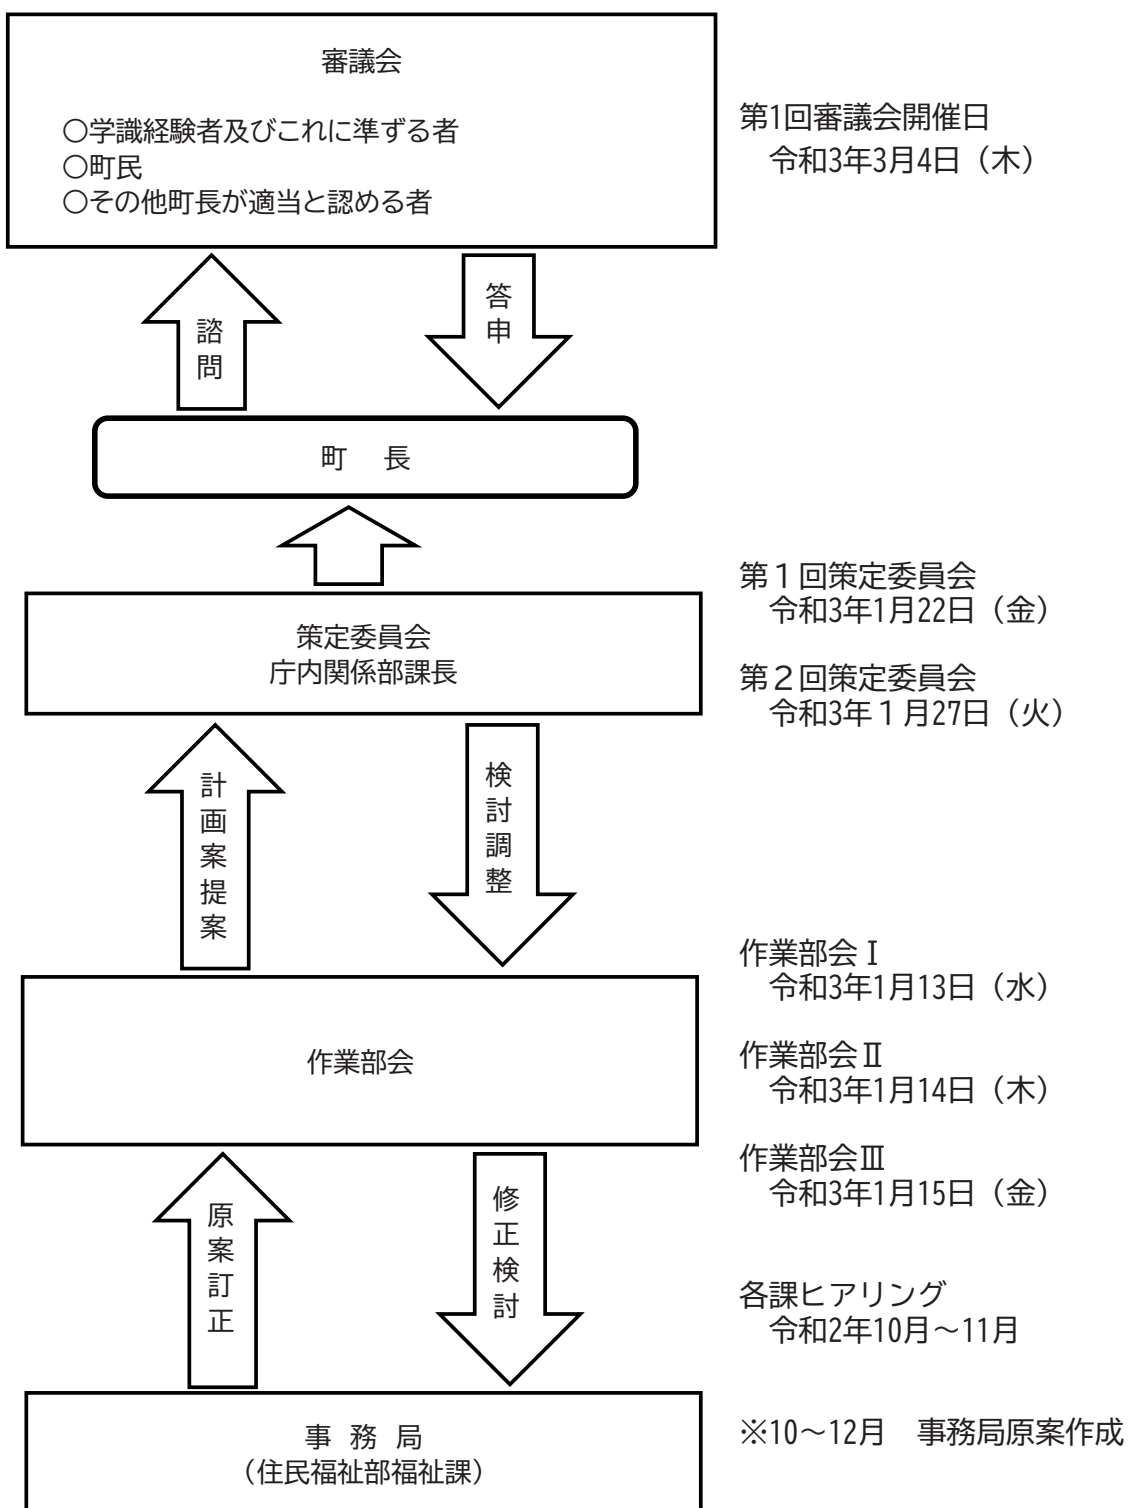 審議会
○学識経験者及びこれに準ずる者
○町民
○その他町長が適当と認める者
第1回審議会開催日
令和3年3月4日（木）
諮問
答申
町　長
策定委員会
庁内関係部課長
第１回策定委員会
令和3年1月22日（金）
第２回策定委員会
令和3年１月27日（火）
計画案提案
検討調整
作業部会
作業部会Ⅰ
令和3年1月13日（水）
作業部会Ⅱ
令和3年1月14日（木）
作業部会Ⅲ
令和3年1月15日（金）
原案訂正
修正検討
各課ヒアリング
令和2年10月～11月
事 務 局
（住民福祉部福祉課）
※10～12月　事務局原案作成